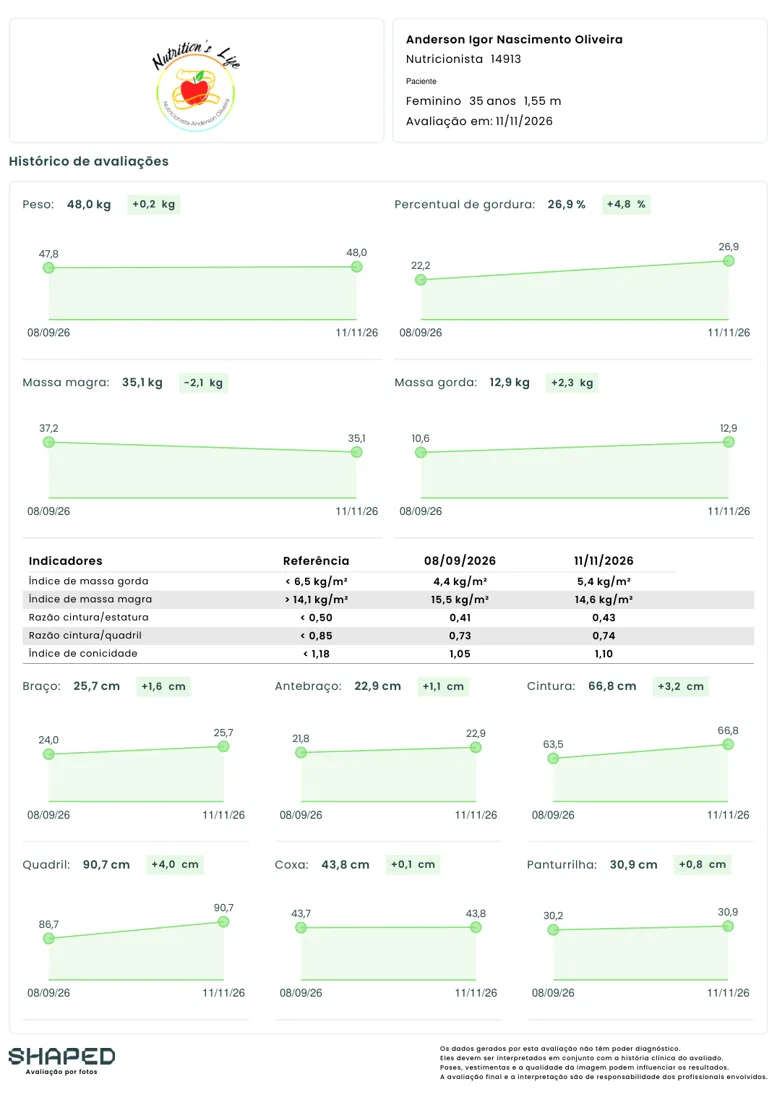 Nutrition's Life
Nutricionista Anderson Oliveira
Anderson Igor Nascimento Oliveira
Nutricionista 14913
Paciente
Feminino 35 anos 1,55 m
Avaliação em: 11/11/2026
Histórico de avaliações
Peso: 48,0 kg +0,2 kg
47,8 48,0
08/09/26 11/11/26
Percentual de gordura: 26,9 % +4,8 %
22,2 26,9
08/09/26 11/11/26
Massa magra: 35,1 kg -2,1 kg
37,2 35,1
08/09/26 11/11/26
Massa gorda: 12,9 kg +2,3 kg
10,6 12,9
08/09/26 11/11/26
Indicadores Referência 08/09/2026 11/11/2026
Índice de massa gorda < 6,5 kg/m² 4,4 kg/m² 5,4 kg/m²
Índice de massa magra > 14,1 kg/m² 15,5 kg/m² 14,6 kg/m²
Razão cintura/estatura < 0,50 0,41 0,43
Razão cintura/quadril < 0,85 0,73 0,74
Índice de conicidade < 1,18 1,05 1,10
Braço: 25,7 cm +1,6 cm
24,0 25,7
08/09/26 11/11/26
Antebraço: 22,9 cm +1,1 cm
21,8 22,9
08/09/26 11/11/26
Cintura: 66,8 cm +3,2 cm
63,5 66,8
08/09/26 11/11/26
Quadril: 90,7 cm +4,0 cm
86,7 90,7
08/09/26 11/11/26
Coxa: 43,8 cm +0,1 cm
43,7 43,8
08/09/26 11/11/26
Panturrilha: 30,9 cm +0,8 cm
30,2 30,9
08/09/26 11/11/26
SHAPED
Avaliação por fotos
Os dados gerados por esta avaliação não têm poder diagnóstico.
Eles devem ser interpretados em conjunto com a história clínica do avaliado.
Poses, vestimentas e a qualidade da imagem podem influenciar os resultados.
A avaliação final e a interpretação são de responsabilidade dos profissionais envolvidos.